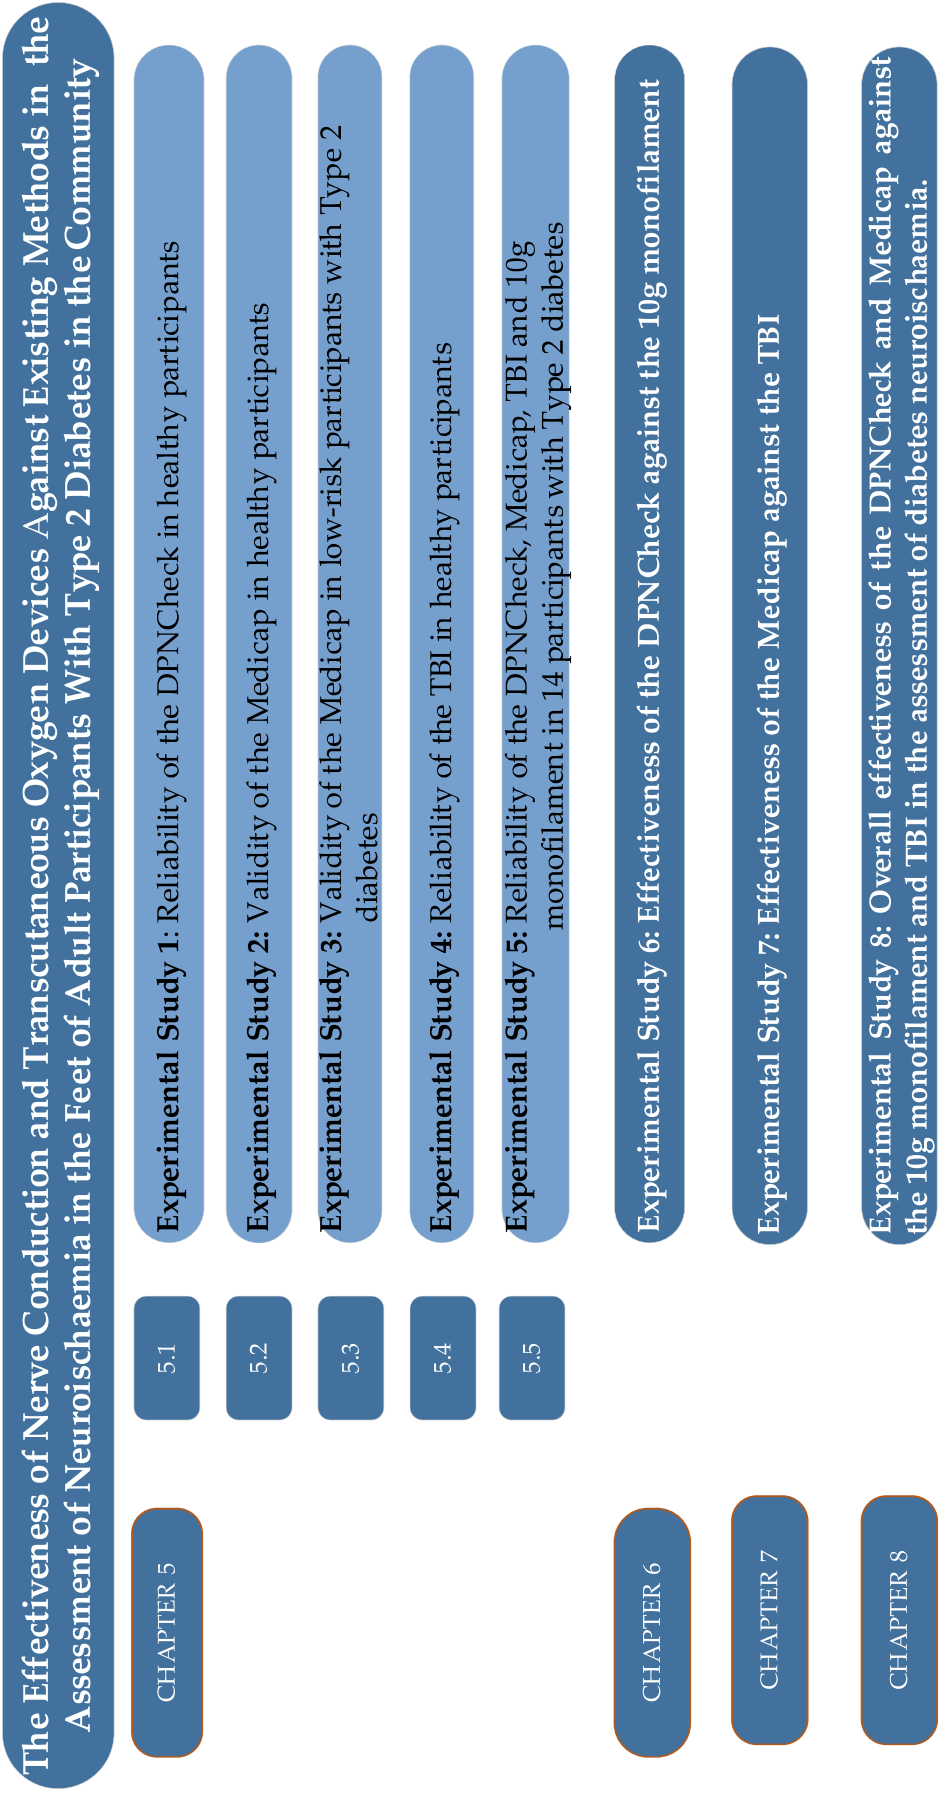 The Effectiveness of Nerve Conduction and Transcutaneous Oxygen Devices Against Existing Methods in the
Assessment of Neuroischaemia in the Feet of Adult Participants With Type 2 Diabetes in the Community
CHAPTER 5
5.1
Experimental Study 1: Reliability of the DPNCheck in healthy participants
5.2
Experimental Study 2: Validity of the Medicap in healthy participants
5.3
Experimental Study 3: Validity of the Medicap in low-risk participants with Type 2
diabetes
5.4
Experimental Study 4: Reliability of the TBI in healthy participants
5.5
Experimental Study 5: Reliability of the DPNCheck, Medicap, TBI and 10g
monofilament in 14 participants with Type 2 diabetes
CHAPTER 6
Experimental Study 6: Effectiveness of the DPNCheck against the 10g monofilament
CHAPTER 7
Experimental Study 7: Effectiveness of the Medicap against the TBI
CHAPTER 8
Experimental Study 8: Overall effectiveness of the DPNCheck and Medicap against
the 10g monofilament and TBI in the assessment of diabetes neuroischaemia.